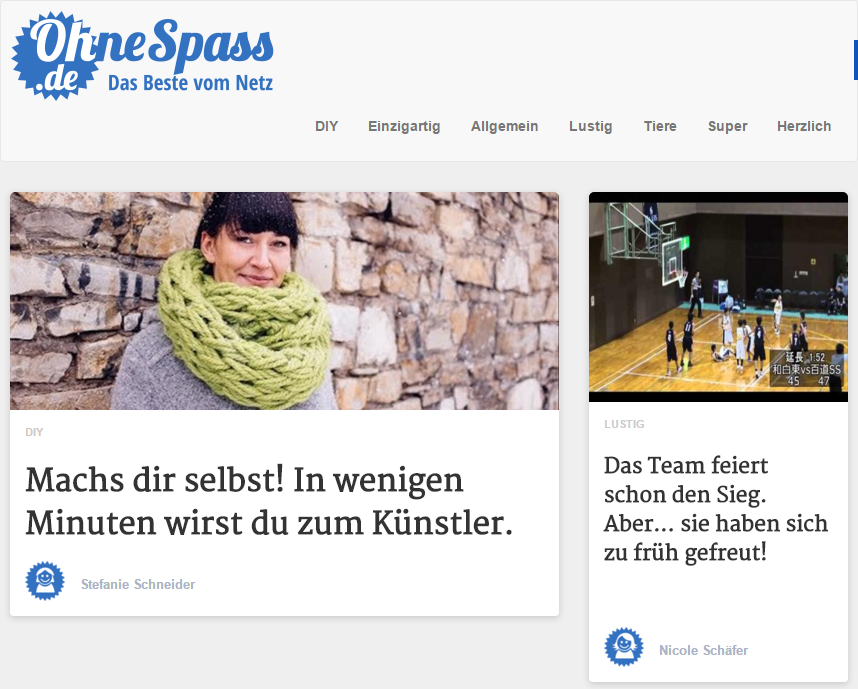 OhneSpass
.de
Das Beste vom Netz
DIY Einzigartig Allgemein Lustig Tiere Super Herzlich
DIY
Machs dir selbst! In wenigen
Minuten wirst du zum Künstler.
Stefanie Schneider
延長 1:52
和白東vs百道SS
45 47
LUSTIG
Das Team feiert
schon den Sieg.
Aber... sie haben sich
zu früh gefreut!
Nicole Schäfer